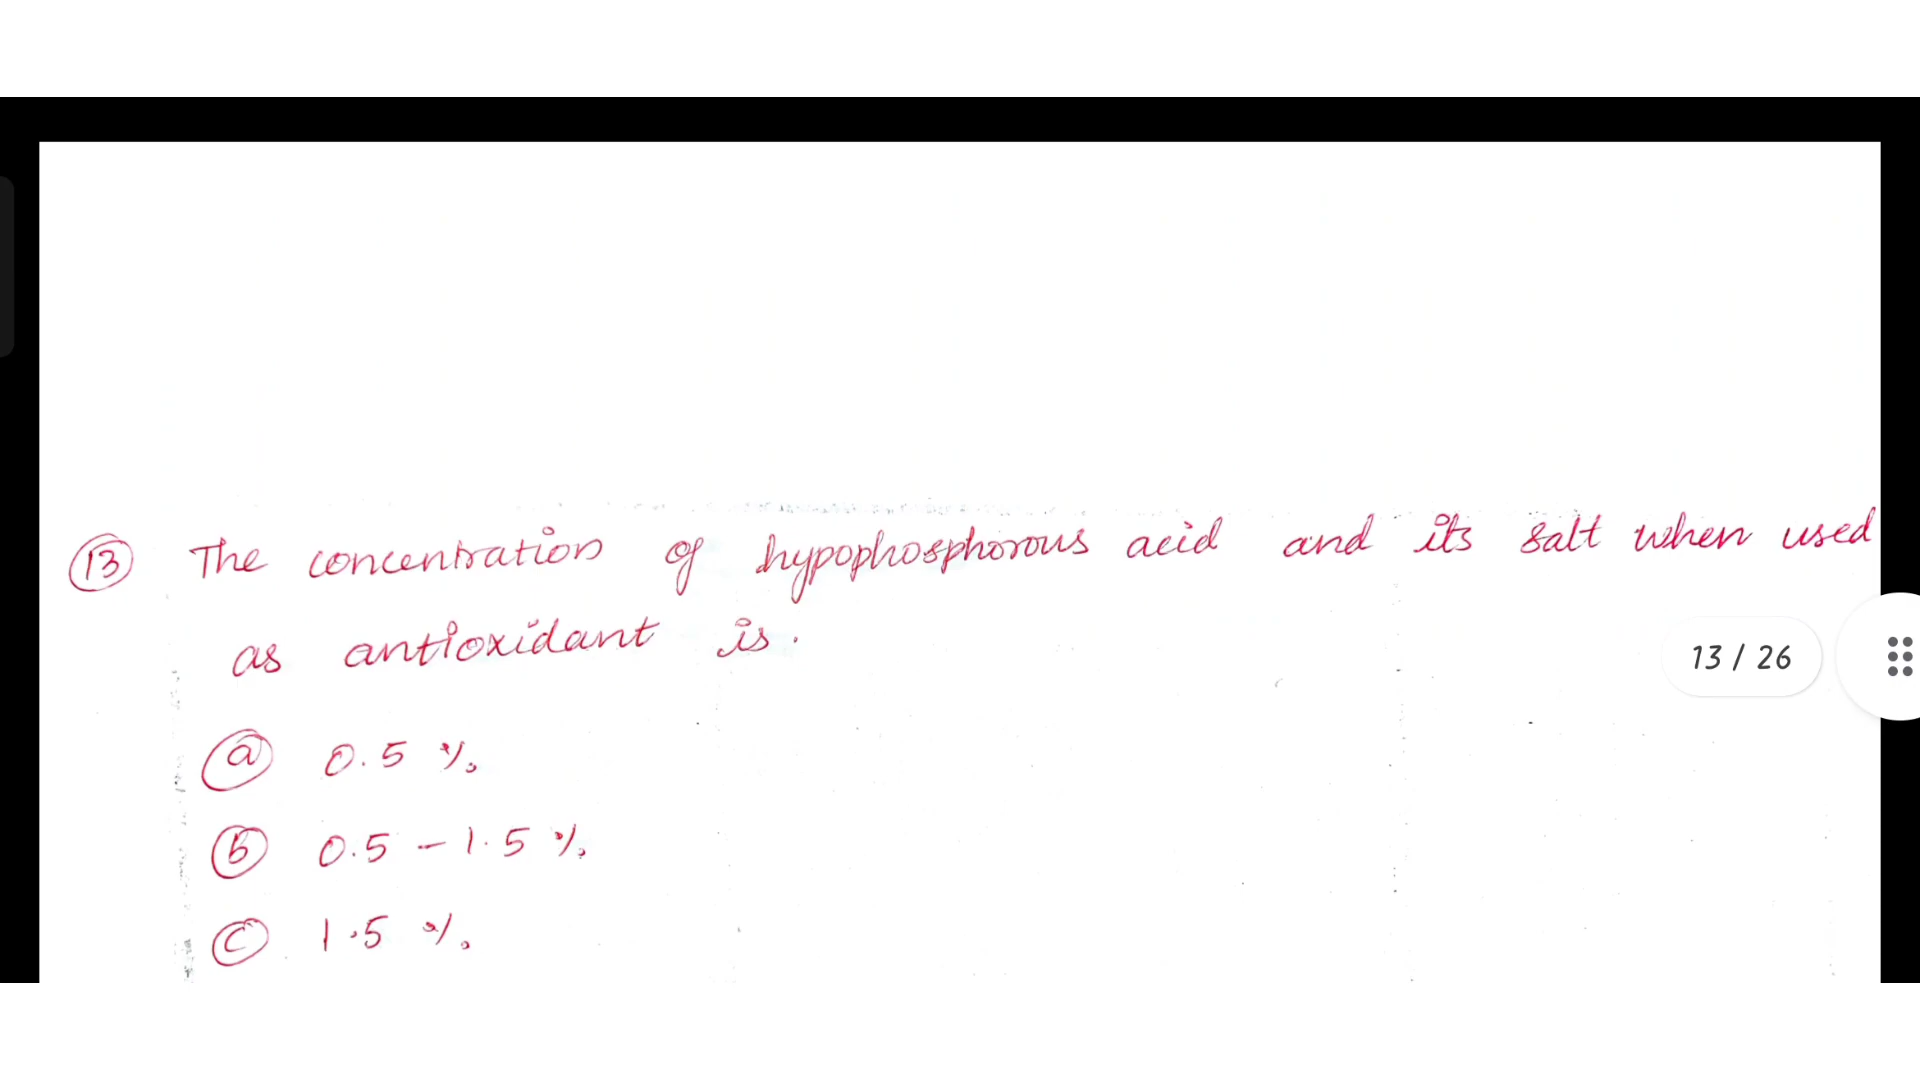 13 The concentration of hypophosphorous acid and its salt when used
as antioxidant is.
13 / 26
a 0.5 %
b 0.5 - 1.5 %
c 1.5 %